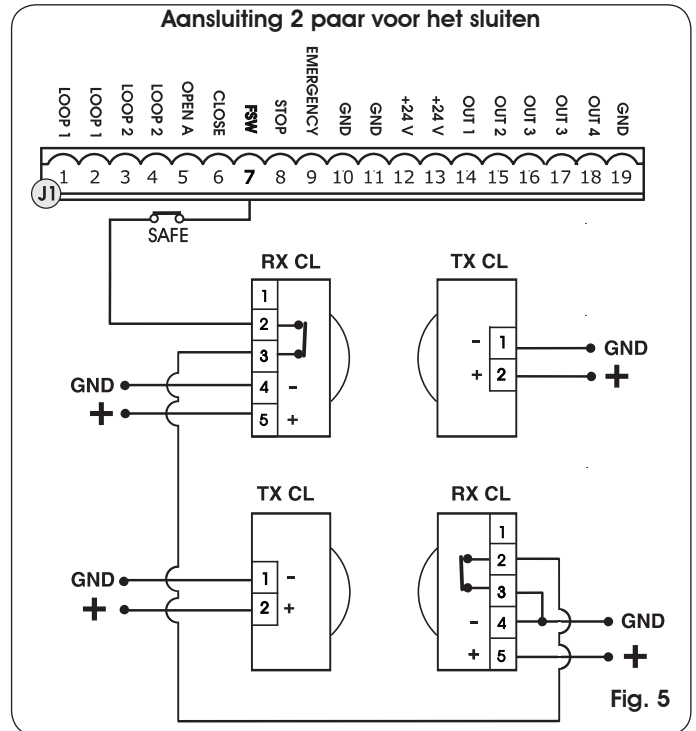 Aansluiting 2 paar voor het sluiten
LOOP 1 LOOP 1 LOOP 2 LOOP 2 OPEN A CLOSE FSW STOP EMERGENCY GND GND +24 V +24 V OUT 1 OUT 2 OUT 3 OUT 3 OUT 4 GND
1 2 3 4 5 6 7 8 9 10 11 12 13 14 15 16 17 18 19
J1
SAFE
RX CL
1
2
3
GND 4 -
+ 5 +
TX CL
- 1 GND
+ 2 +
TX CL
GND 1 -
+ 2 +
RX CL
1
2
3
- 4 GND
+ 5 +
Fig. 5